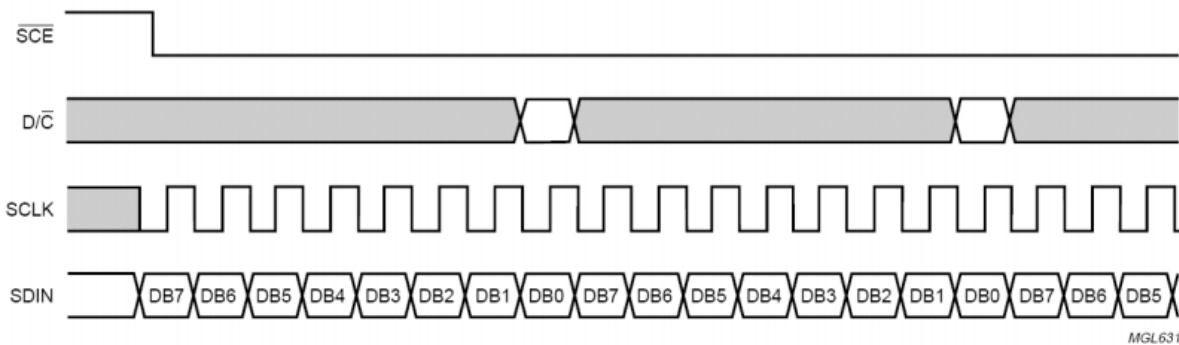 S̅C̅E̅
D/C̅
SCLK
SDIN DB7 DB6 DB5 DB4 DB3 DB2 DB1 DB0 DB7 DB6 DB5 DB4 DB3 DB2 DB1 DB0 DB7 DB6 DB5
MGL631